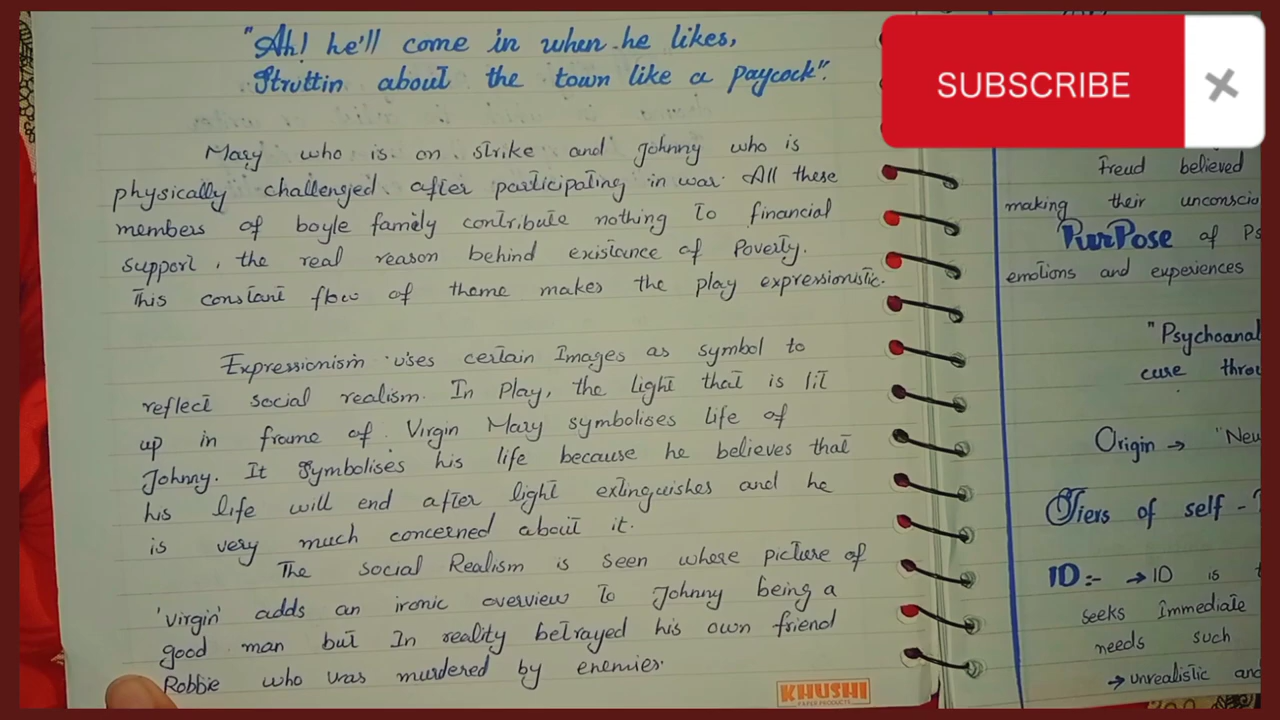 "Ah! he'll come in when he likes,
Struttin about the town like a paycock".
Mary who is on strike and Johnny who is
physically challenged after participating in war. All these
members of boyle family contribute nothing to financial
support, the real reason behind existance of Poverty.
This constant flow of theme makes the play expressionistic.
Expressionism uses certain Images as symbol to
reflect social realism. In Play, the light that is lit
up in frame of Virgin Mary symbolises life of
Johnny. It Symbolises his life because he believes that
his life will end after light extinguishes and he
is very much concerned about it.
The social Realism is seen where picture of
'virgin' adds an ironic overview to Johnny being a
good man but In reality betrayed his own friend
Robbie who was murdered by enemies.
KHUSHI
PAPER PRODUCTS
SUBSCRIBE
Freud believed
making their unconscio
PurPose of Ps
emotions and experiences
"Psychoanal
cure throu
Origin → "Neu
Tiers of self -
ID:- → ID is t
seeks immediate
needs such
→ unrealistic and